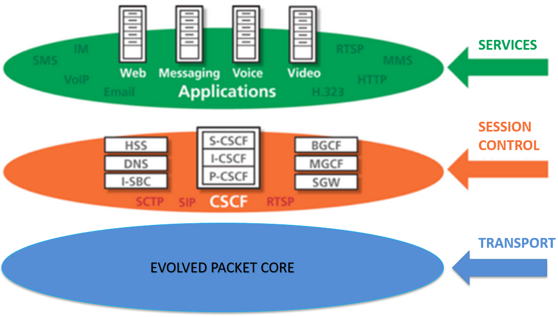 SERVICES
IM
RTSP
SMS
MMS
Web Messaging Voice Video
VoIP
HTTP
Email
Applications
H.323
SESSION
CONTROL
HSS
DNS
I-SBC
S-CSCF
I-CSCF
P-CSCF
BGCF
MGCF
SGW
SCTP SIP CSCF RTSP
TRANSPORT
EVOLVED PACKET CORE